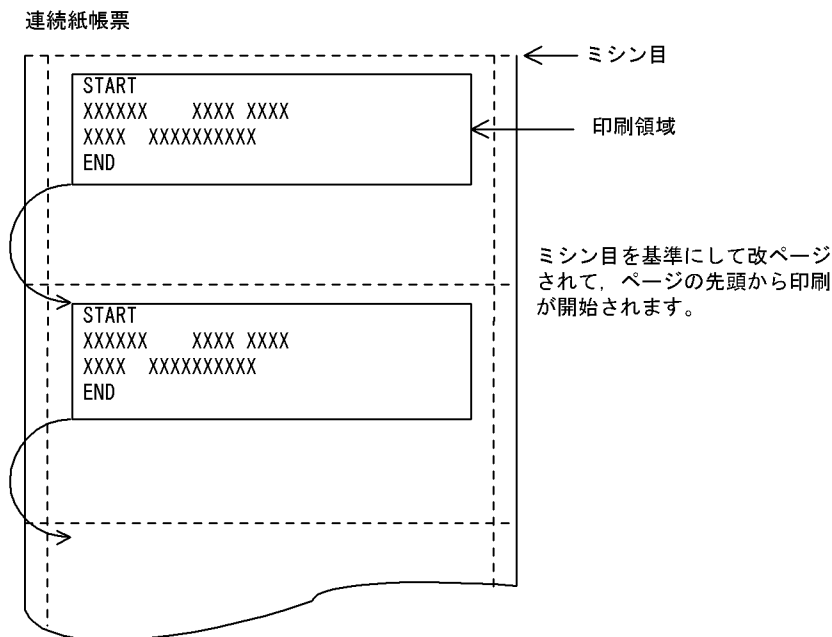 連続紙帳票
ミシン目
START
XXXXXX    XXXX XXXX
XXXX  XXXXXXXXXX
END
印刷領域
ミシン目を基準にして改ページ
されて，ページの先頭から印刷
が開始されます。
START
XXXXXX    XXXX XXXX
XXXX  XXXXXXXXXX
END